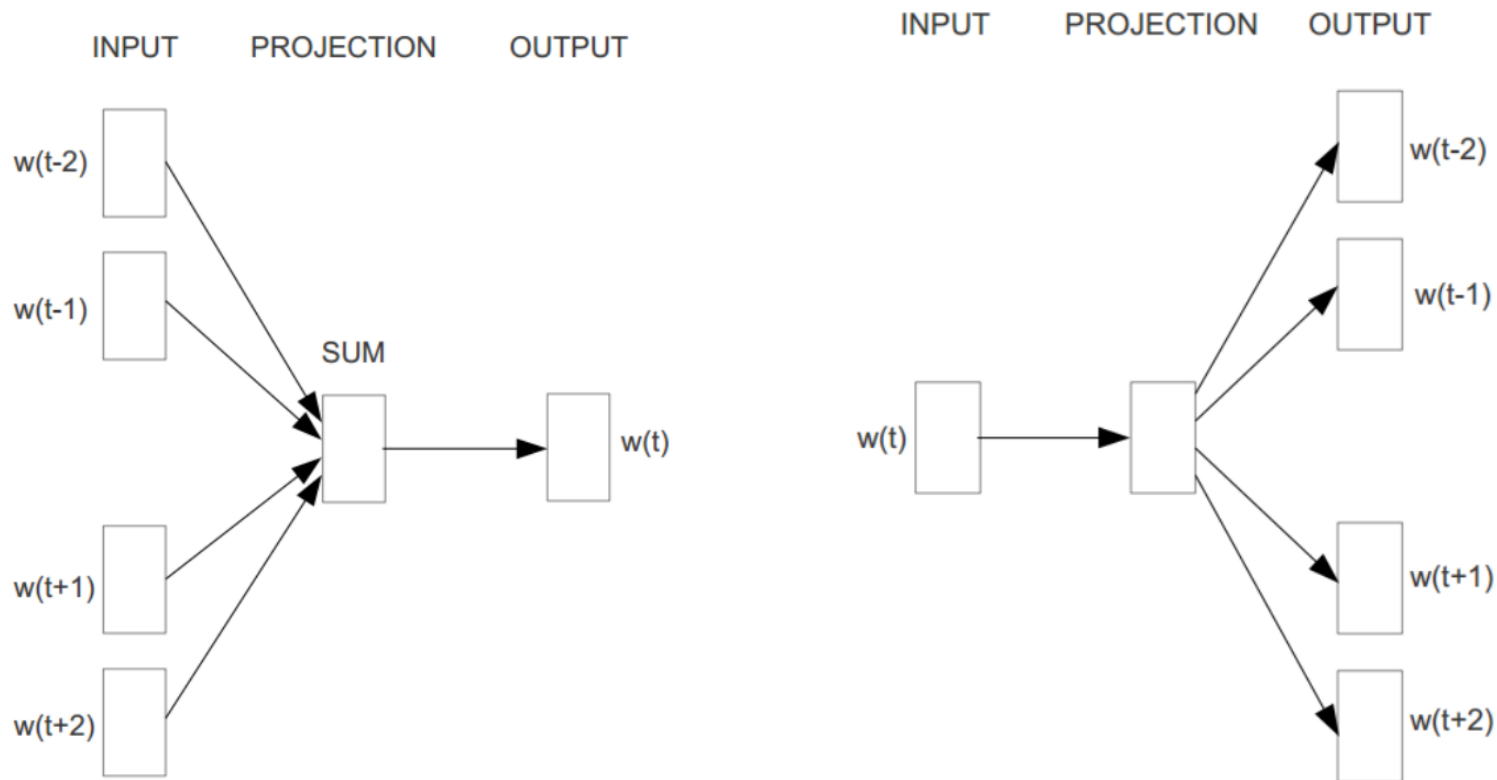 INPUT PROJECTION OUTPUT
w(t-2)
w(t-1)
SUM
w(t)
w(t+1)
w(t+2)
INPUT PROJECTION OUTPUT
w(t-2)
w(t-1)
w(t)
w(t+1)
w(t+2)